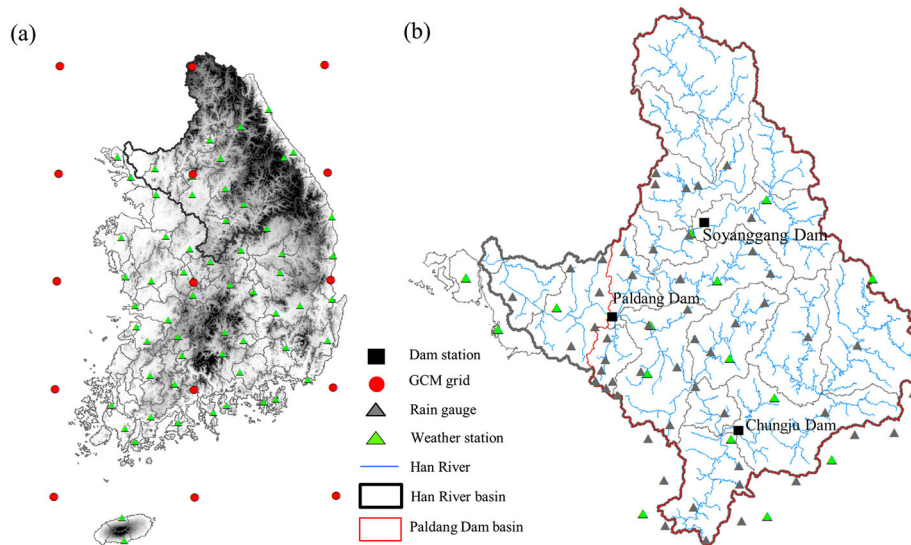 (a)
(b)
Soyanggang Dam
Paldang Dam
Chungju Dam
Dam station
GCM grid
Rain gauge
Weather station
Han River
Han River basin
Paldang Dam basin